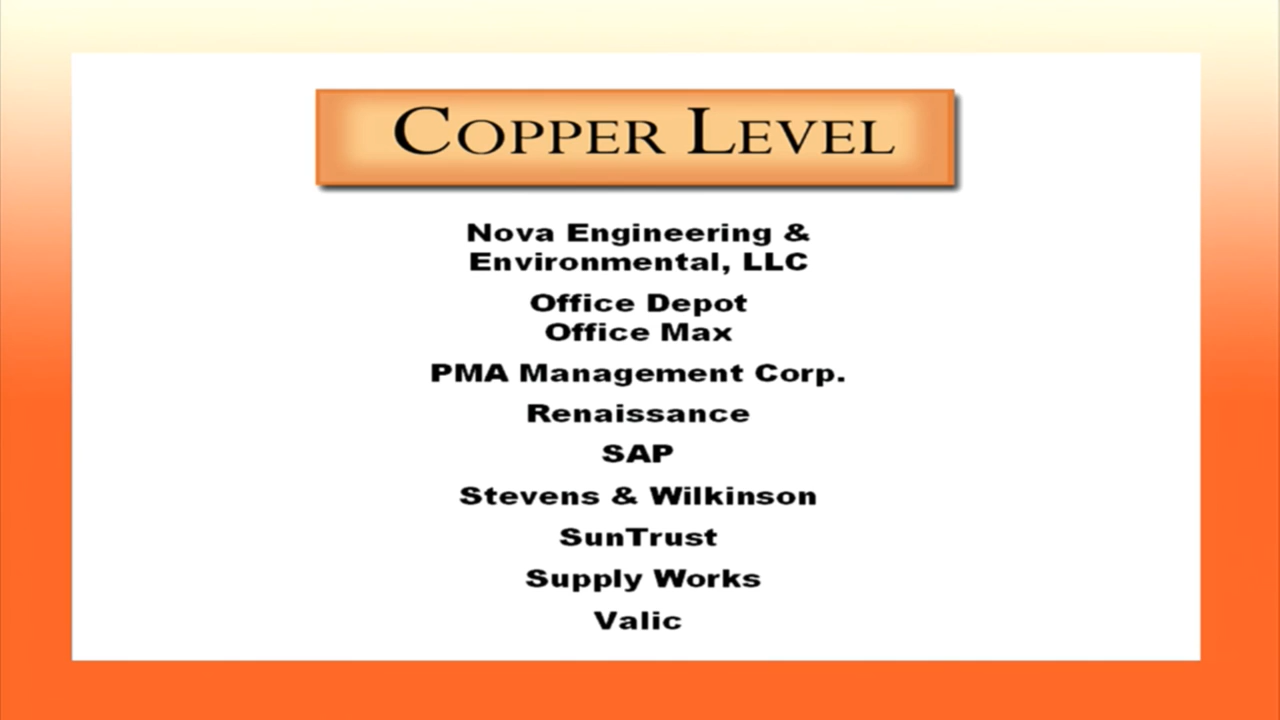 COPPER LEVEL
Nova Engineering &
Environmental, LLC
Office Depot
Office Max
PMA Management Corp.
Renaissance
SAP
Stevens & Wilkinson
SunTrust
Supply Works
Valic